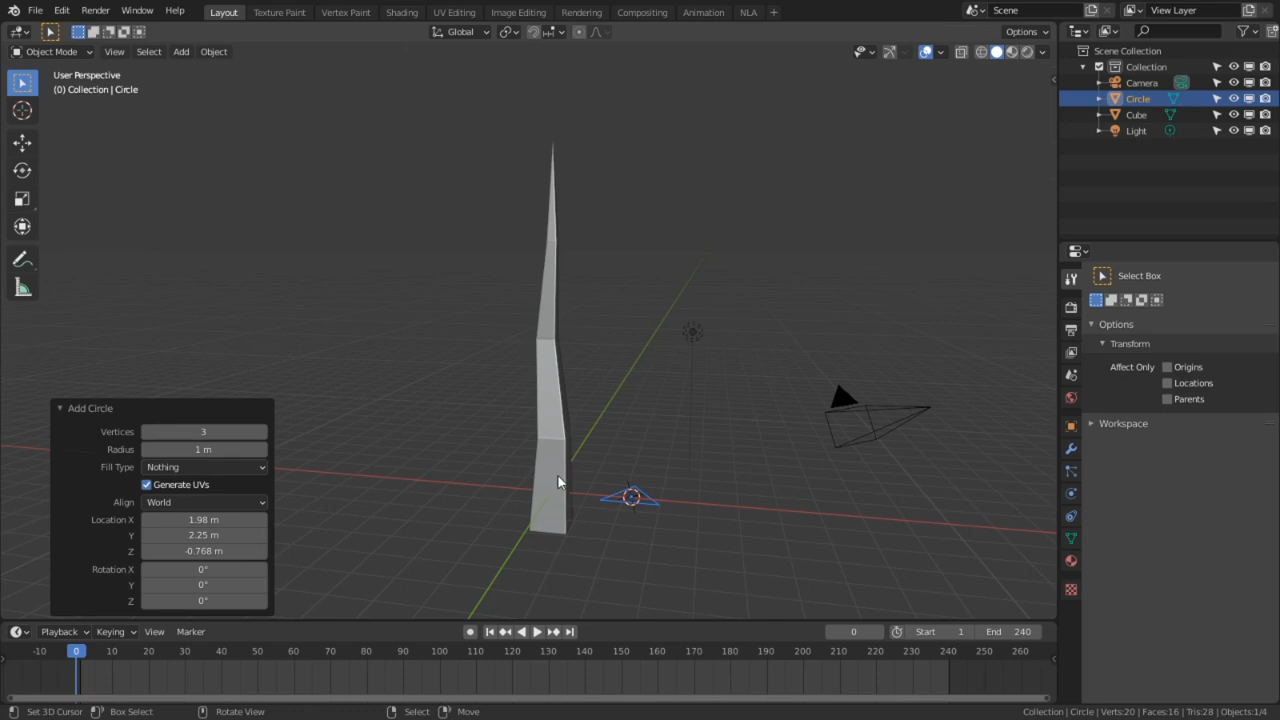 File Edit Render Window Help Layout Texture Paint Vertex Paint Shading UV Editing Image Editing Rendering Compositing Animation NLA + Scene View Layer
Global Options
Object Mode View Select Add Object
User Perspective
(0) Collection | Circle
Scene Collection
Collection
Camera
Circle
Cube
Light
Select Box
Options
Transform
Affect Only Origins
Locations
Parents
Workspace
Add Circle
Vertices 3
Radius 1 m
Fill Type Nothing
Generate UVs
Align World
Location X 1.98 m
Y 2.25 m
Z -0.768 m
Rotation X 0°
Y 0°
Z 0°
Playback Keying View Marker 0 Start 1 End 240
-10 0 10 20 30 40 50 60 70 80 90 100 110 120 130 140 150 160 170 180 190 200 210 220 230 240 250 260
Set 3D Cursor Box Select Rotate View Select Move Collection | Circle | Verts:20 | Faces:16 | Tris:28 | Objects:1/4